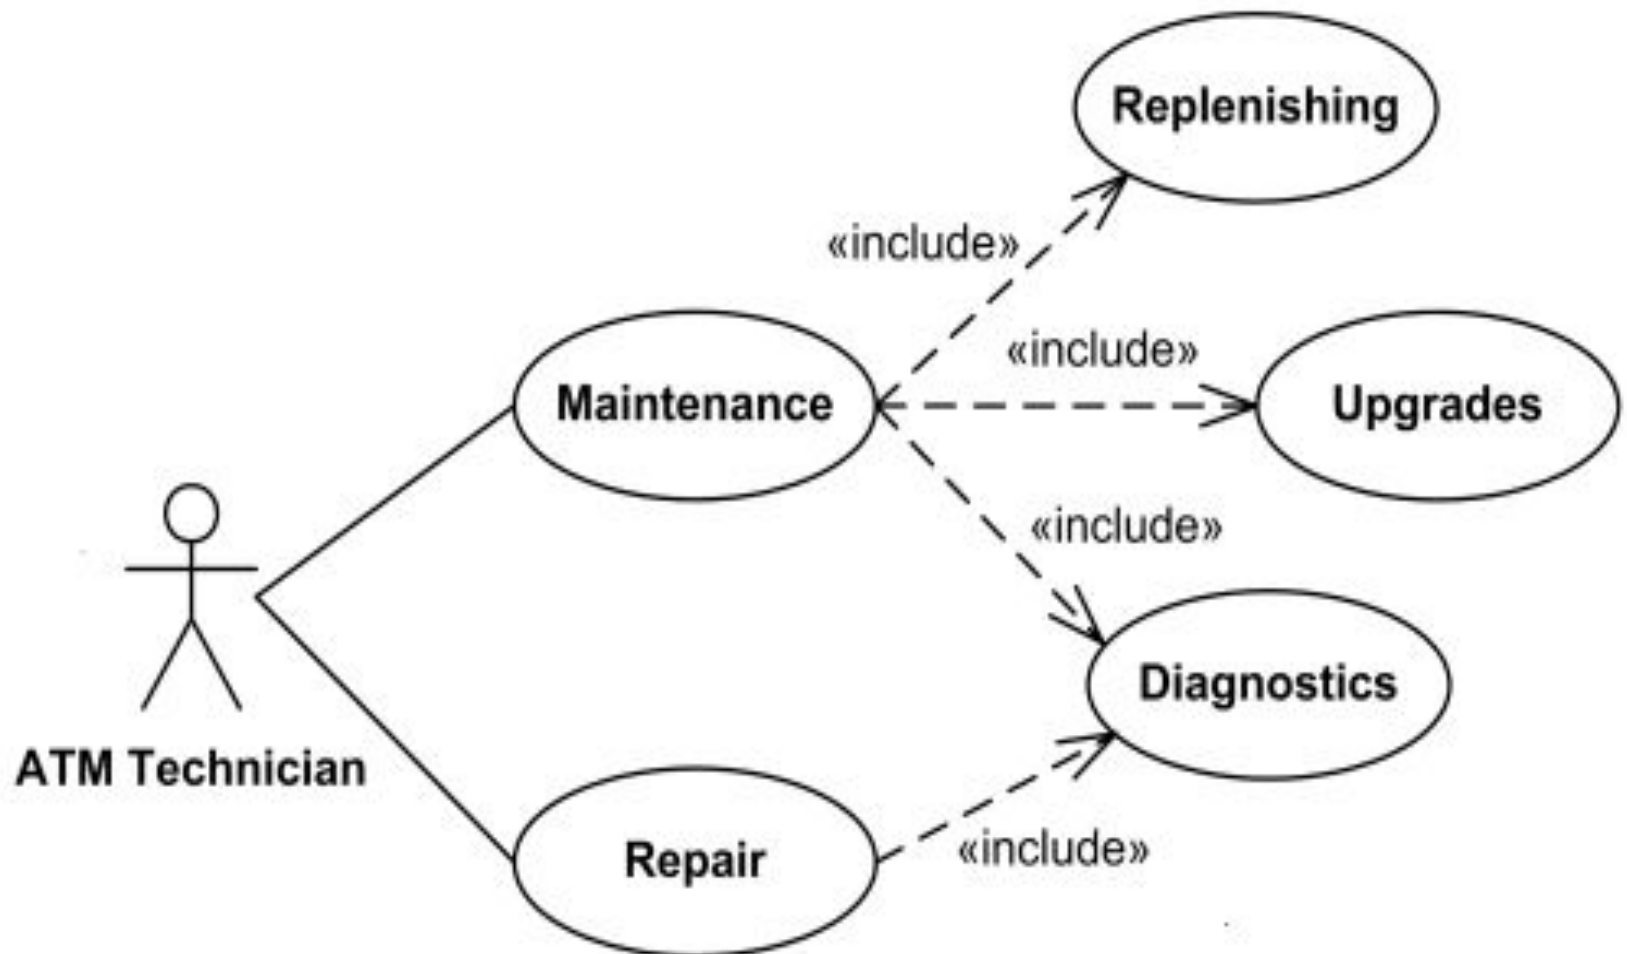 Replenishing
«include»
«include»
Maintenance
Upgrades
«include»
Diagnostics
ATM Technician
«include»
Repair